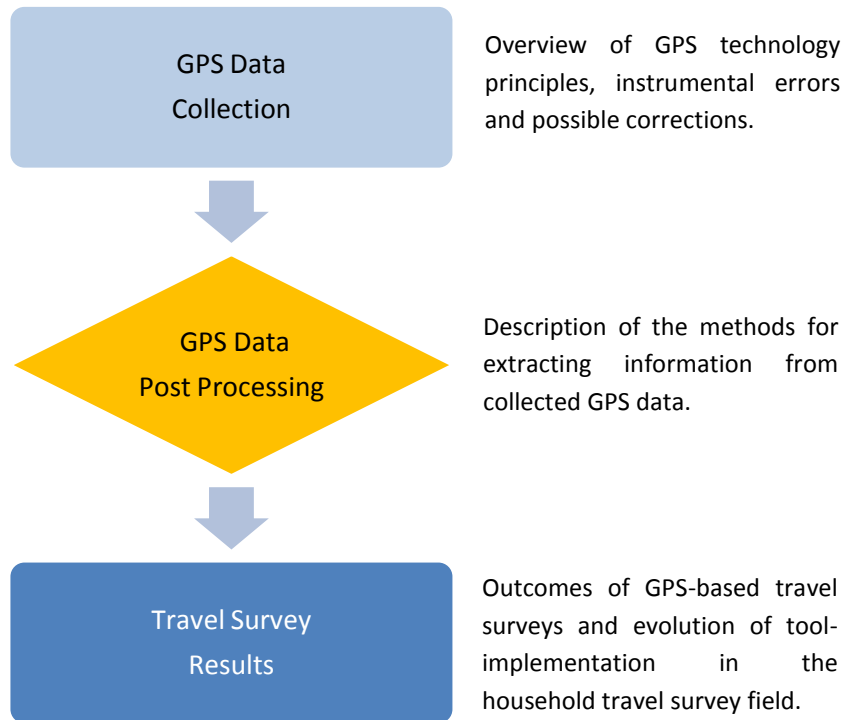 GPS Data
Collection
Overview of GPS technology
principles, instrumental errors
and possible corrections.
GPS Data
Post Processing
Description of the methods for
extracting information from
collected GPS data.
Travel Survey
Results
Outcomes of GPS-based travel
surveys and evolution of tool-
implementation in the
household travel survey field.